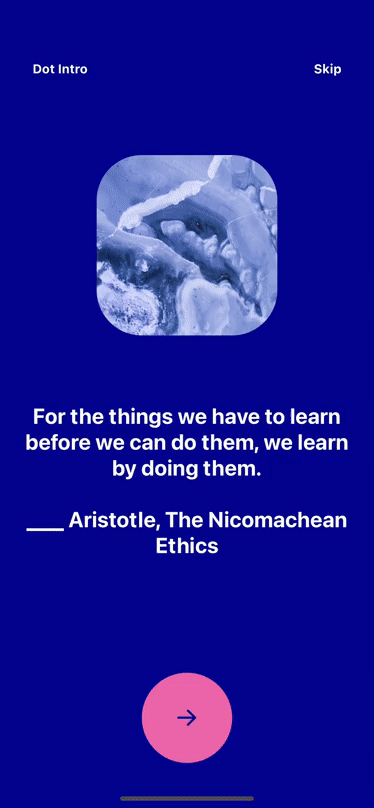 Dot Intro
Skip
For the things we have to learn
before we can do them, we learn
by doing them.
____ Aristotle, The Nicomachean
Ethics